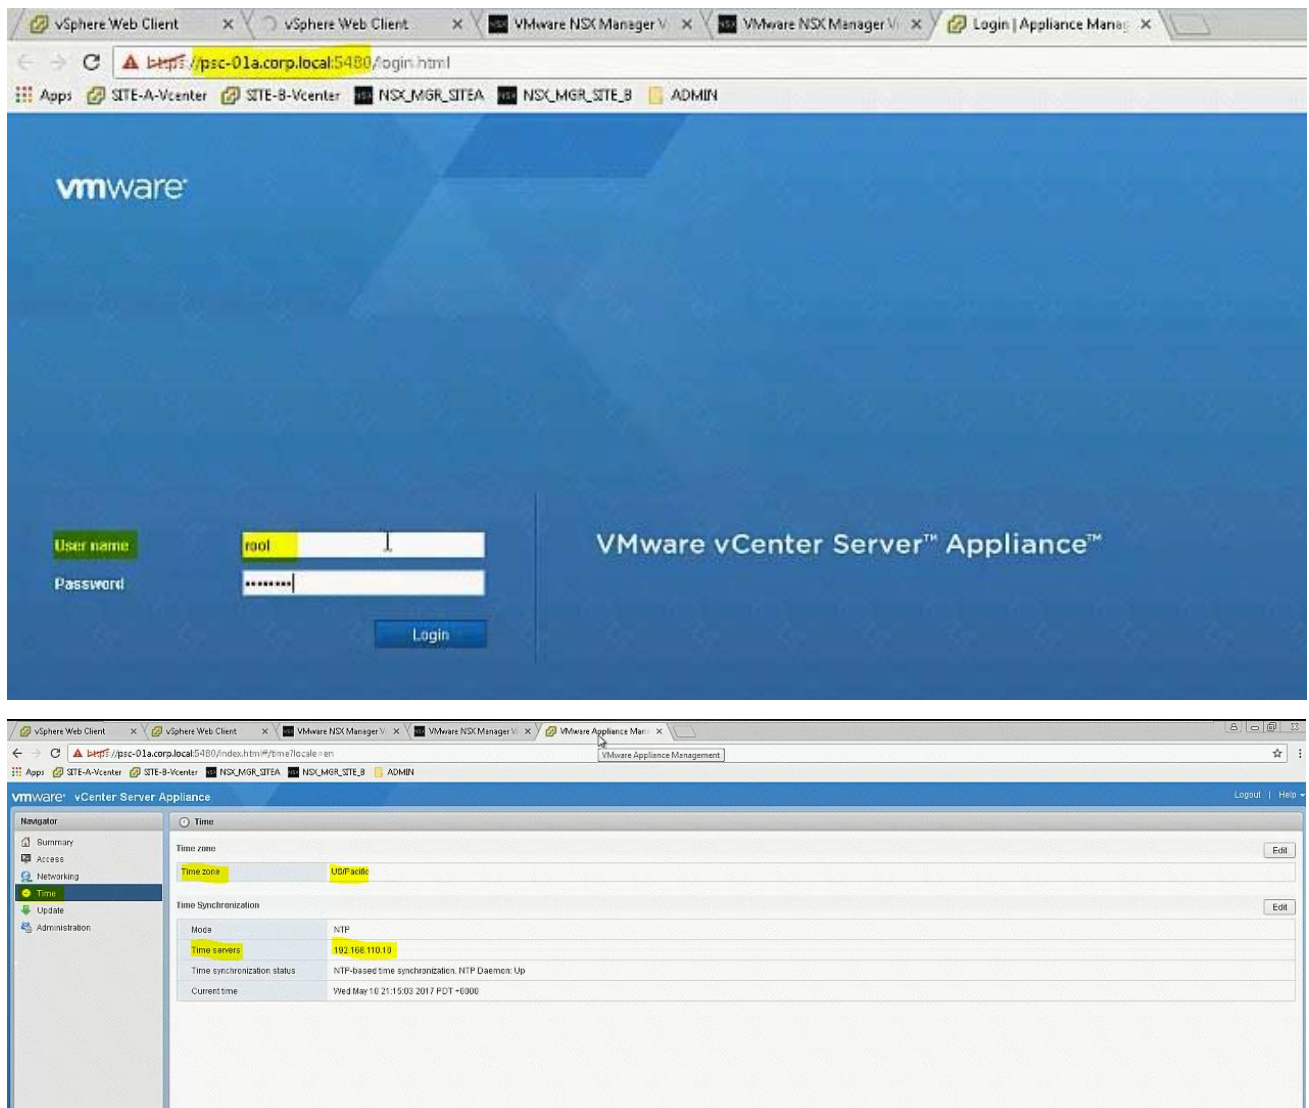 vSphere Web Client vSphere Web Client VMware NSX Manager V VMware NSX Manager Vi Login | Appliance Manag
https://psc-01a.corp.local:5480/login.html
Apps SITE-A-Vcenter SITE-B-Vcenter NSX_MGR_SITEA NSX_MGR_SITE_B ADMIN
vmware
User name root
VMware vCenter Server™ Appliance™
Password ••••••••
Login
vSphere Web Client vSphere Web Client VMware NSX Manager V VMware NSX Manager V VMware Appliance Man
https://psc-01a.corp.local:5480/index.html#/time?locale=en
VMware Appliance Management
Apps SITE-A-Vcenter SITE-B-Vcenter NSX_MGR_SITEA NSX_MGR_SITE_B ADMIN
vmware vCenter Server Appliance Logout | Help
Navigator Time
Summary
Access
Networking
Time
Update
Administration
Time zone Edit
Time zone US/Pacific
Time Synchronization Edit
Mode NTP
Time servers 192.168.110.10
Time synchronization status NTP-based time synchronization. NTP Daemon: Up
Current time Wed May 10 21:15:03 2017 PDT +0000